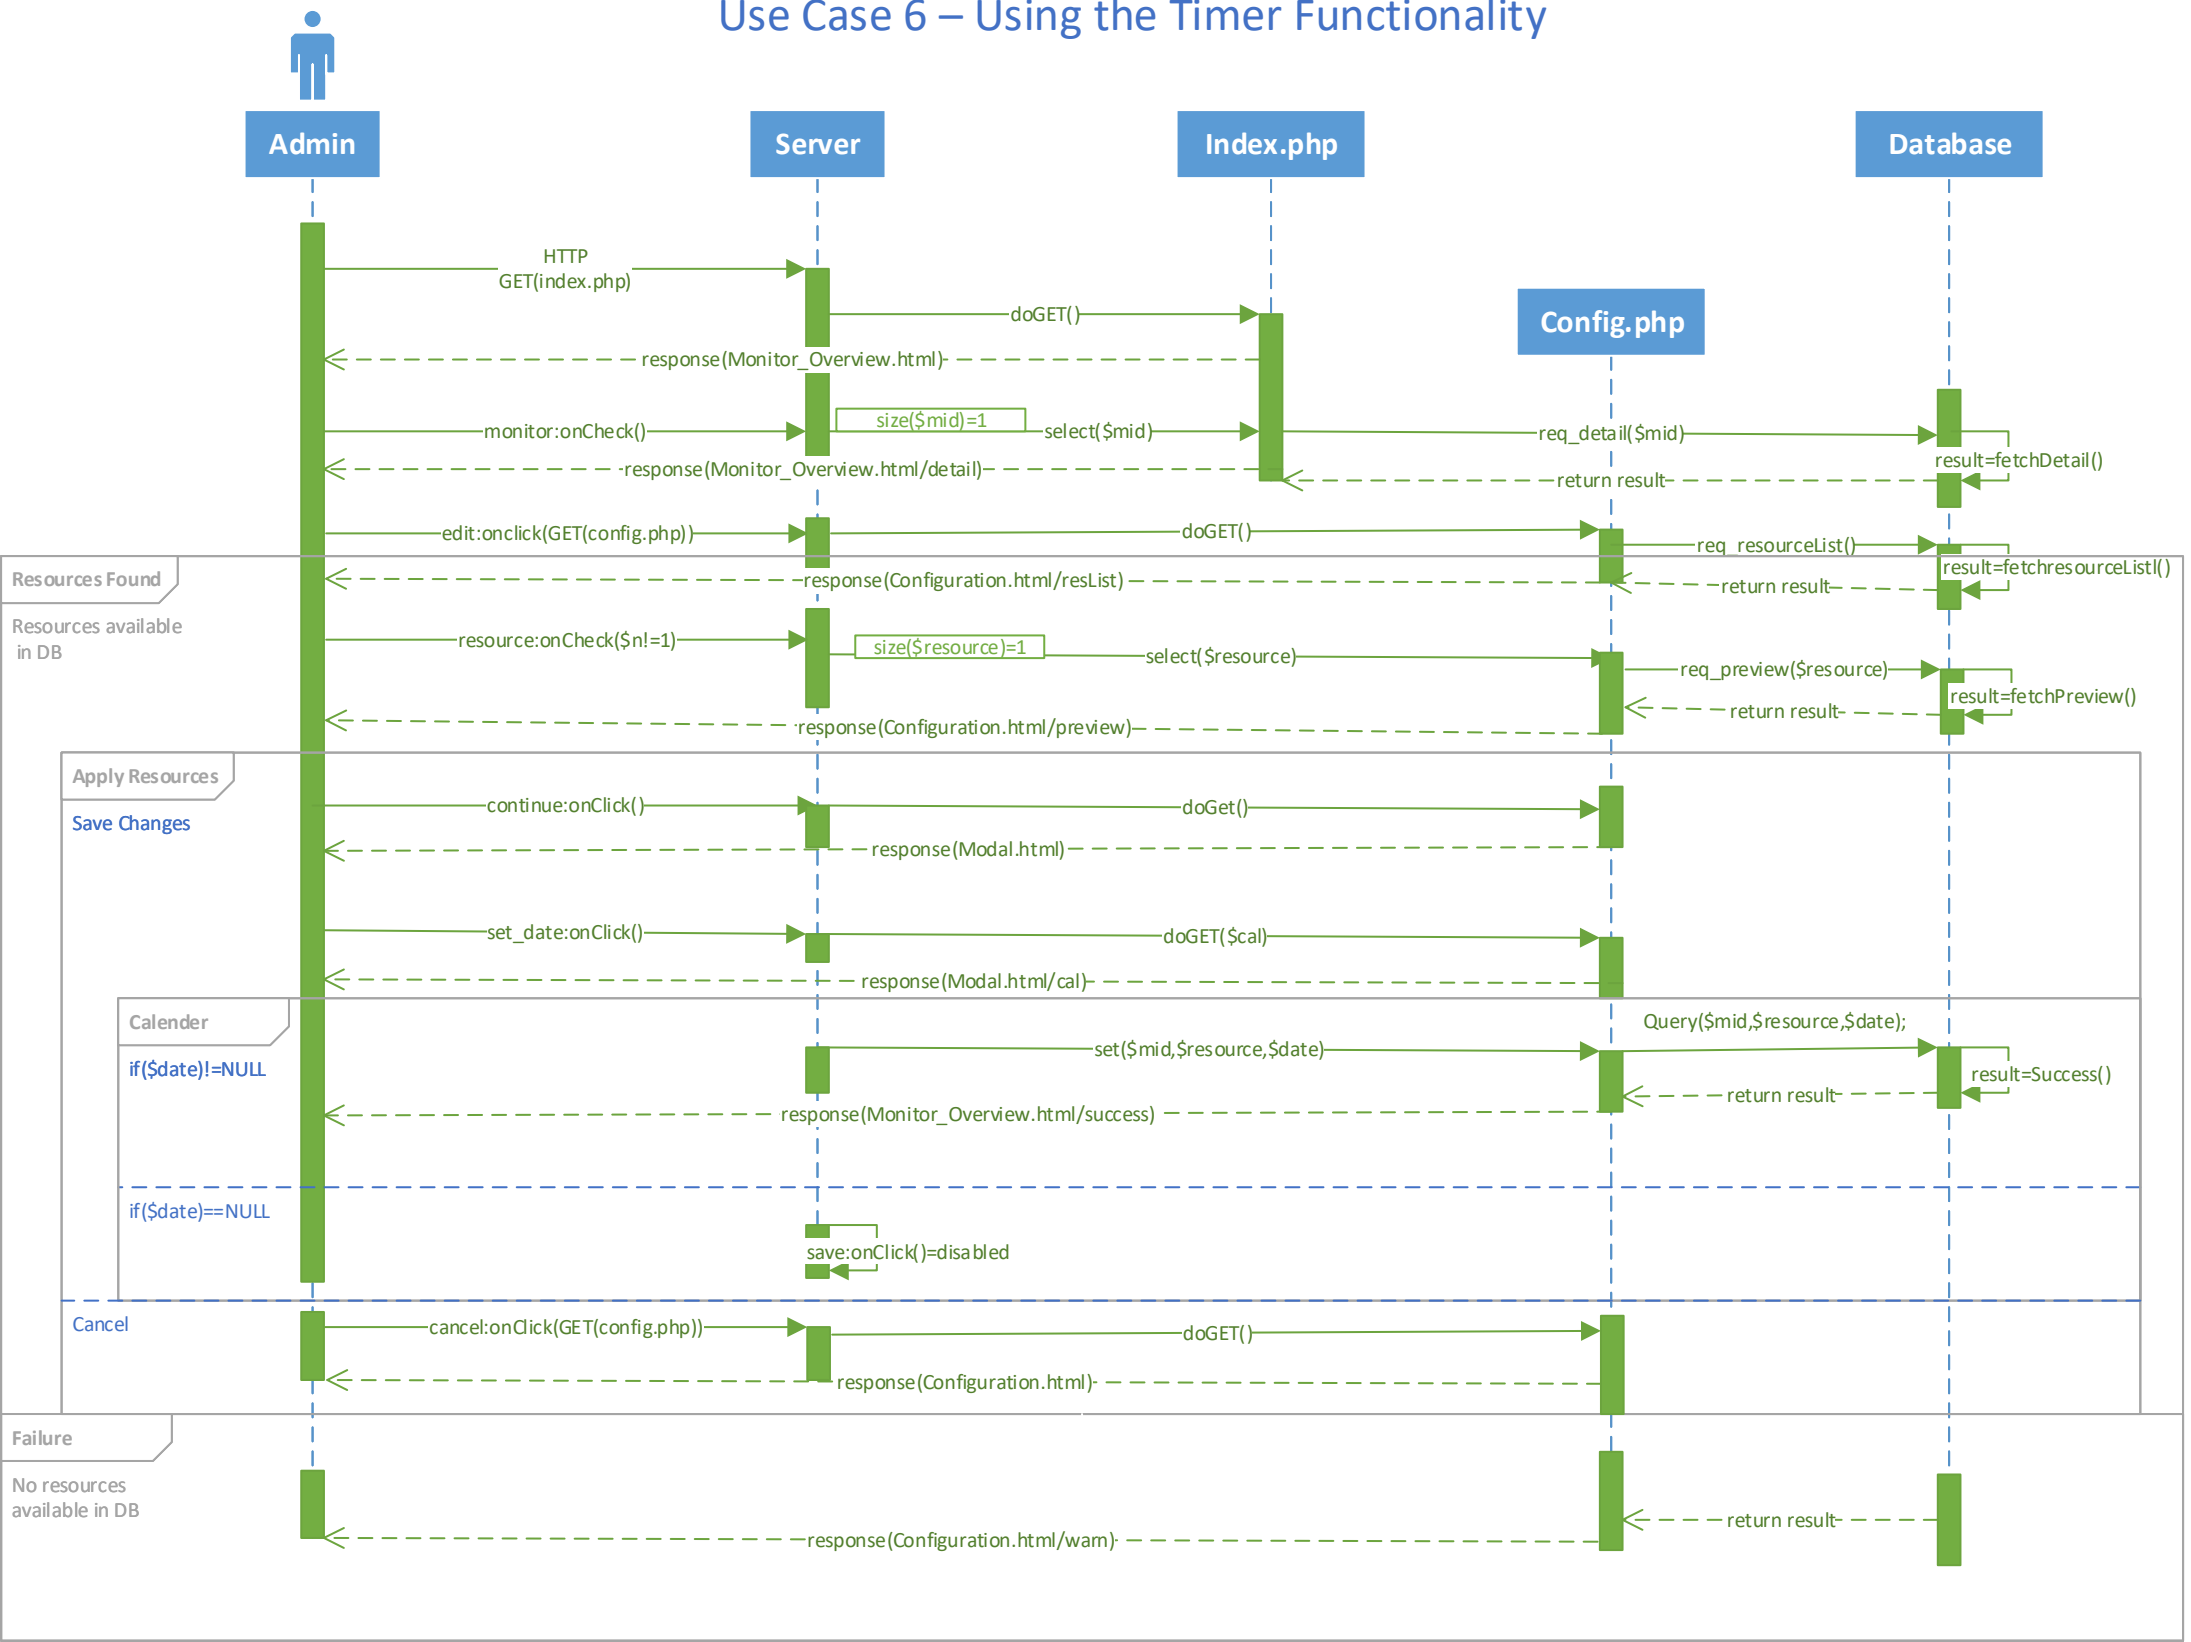 Use Case 6 – Using the Timer Functionality
Admin
Server
Index.php
Database
HTTP
GET(index.php)
doGET()
Config.php
response(Monitor_Overview.html)
size($mid)=1
monitor:onCheck()
select($mid)
req_detail($mid)
result=fetchDetail()
response(Monitor_Overview.html/detail)
return result
edit:onclick(GET(config.php))
doGET()
req_resourceList()
Resources Found
response(Configuration.html/resList)
result=fetchresourceListl()
return result
Resources available
in DB
resource:onCheck($n!=1)
size($resource)=1
select($resource)
req_preview($resource)
result=fetchPreview()
return result
response(Configuration.html/preview)
Apply Resources
continue:onClick()
doGet()
Save Changes
response(Modal.html)
set_date:onClick()
doGET($cal)
response(Modal.html/cal)
Calender
Query($mid,$resource,$date);
set($mid,$resource,$date)
if($date)!=NULL
result=Success()
return result
response(Monitor_Overview.html/success)
if($date)==NULL
save:onClick()=disabled
Cancel
cancel:onClick(GET(config.php))
doGET()
response(Configuration.html)
Failure
No resources
available in DB
return result
response(Configuration.html/warn)